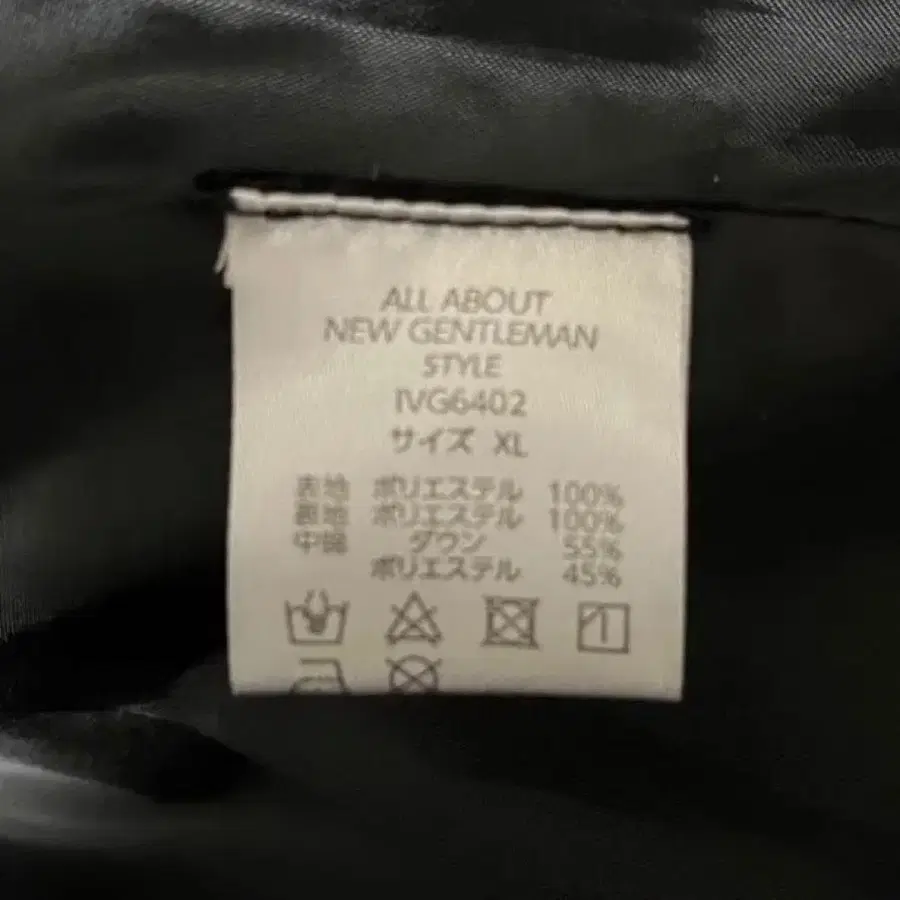 ALL ABOUT
NEW GENTLEMAN
STYLE
IVG6402
サイズ XL
表地 ポリエステル 100%
裏地 ポリエステル 100%
中綿 ダウン 55%
ポリエステル 45%